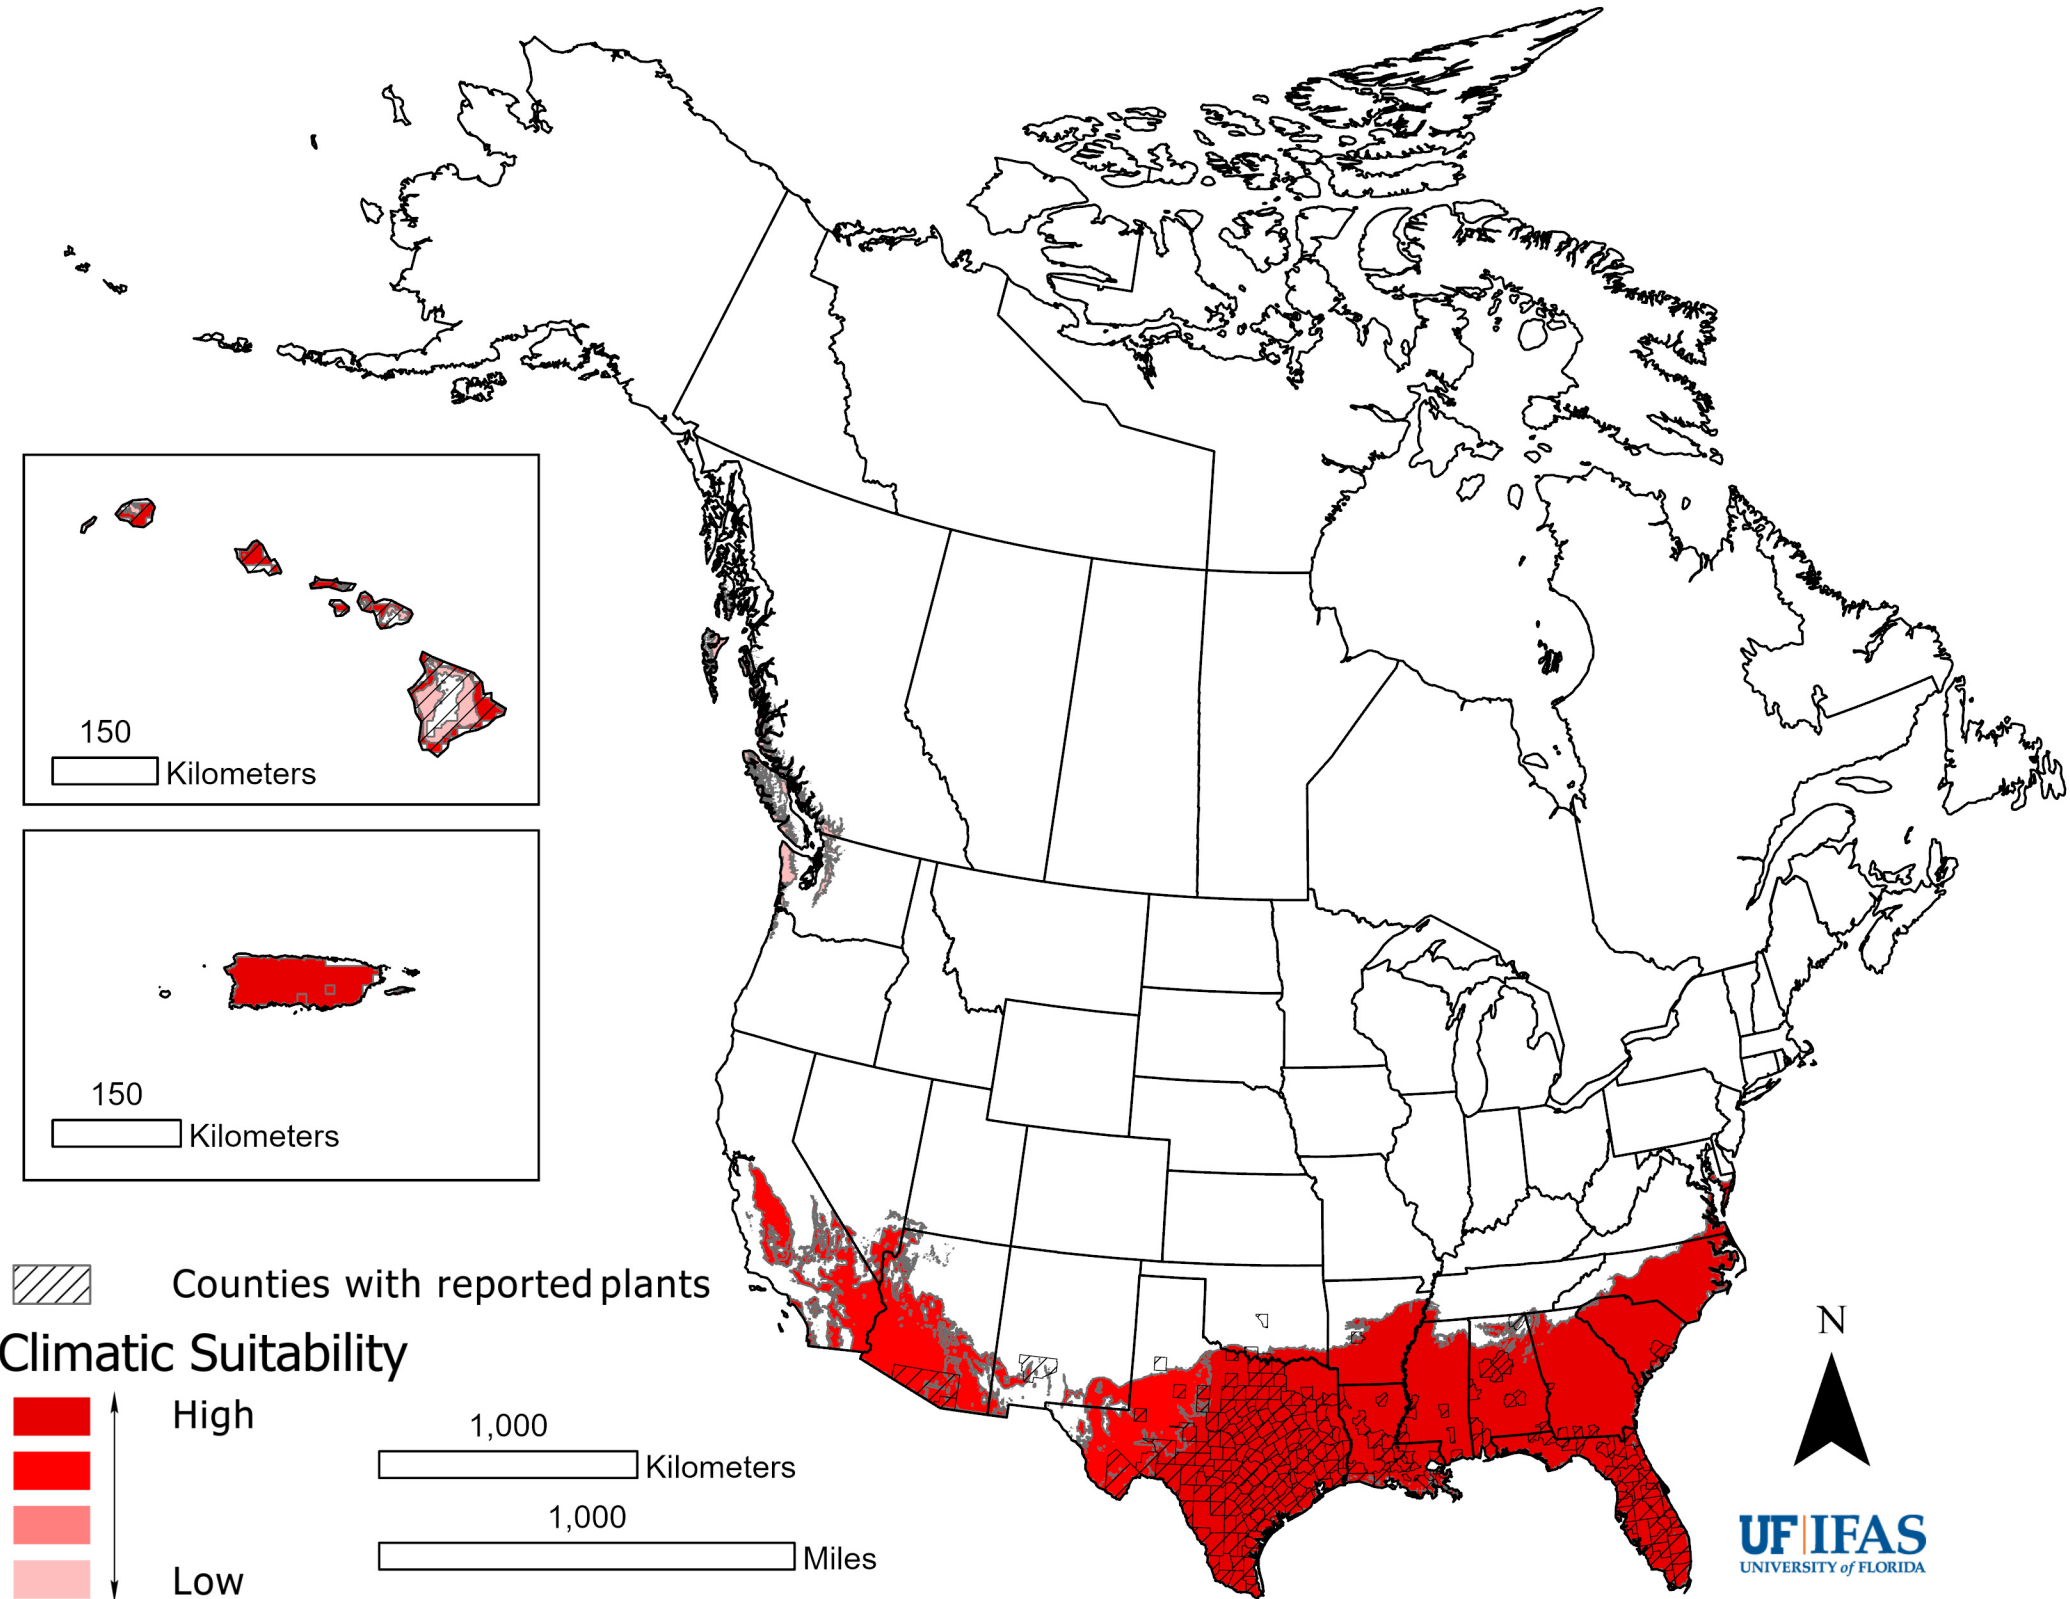 150
Kilometers
150
Kilometers
Counties with reported plants
Climatic Suitability
High
Low
1,000
Kilometers
1,000
Miles
N
UF|IFAS
UNIVERSITY of FLORIDA